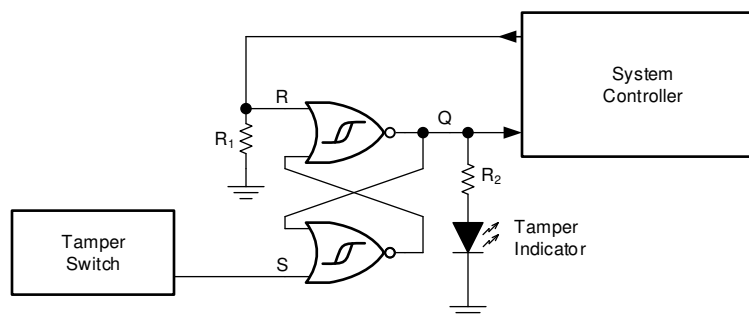 System
Controller
R
Q
R1
R2
Tamper
Switch
S
Tamper
Indicator